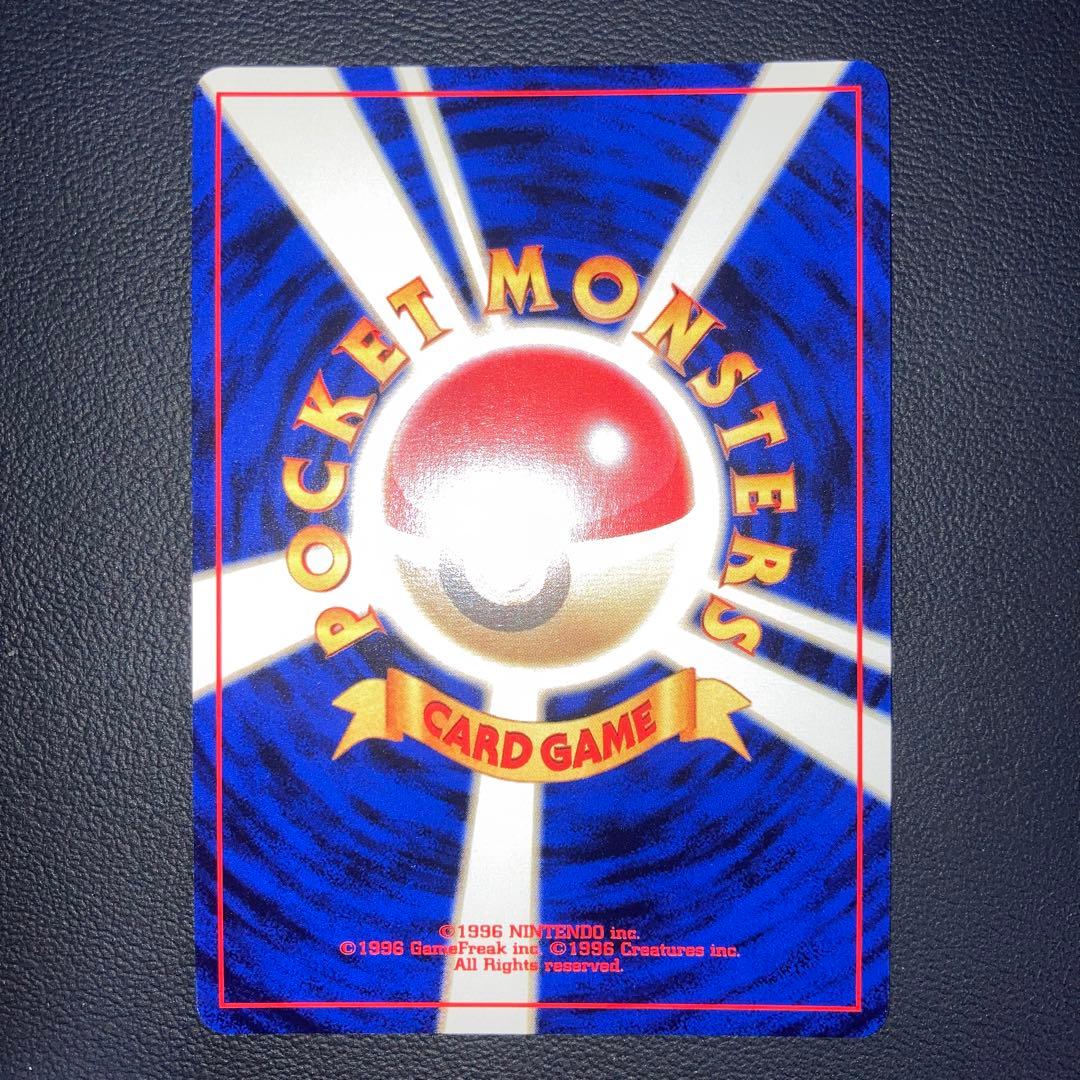 POCKET MONSTERS
CARD GAME
©1996 NINTENDO inc.
©1996 GameFreak inc. ©1996 Creatures inc.
All Rights reserved.